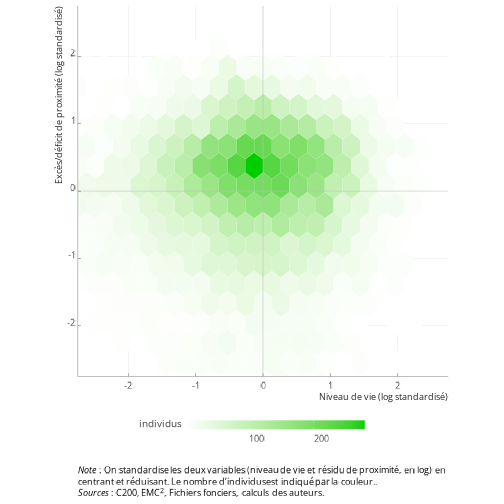 Excès/déficit de proximité (log standardisé)
2
1
0
-1
-2
-2
-1
0
1
2
Niveau de vie (log standardisé)
individus
100
200
Note : On standardise les deux variables (niveau de vie et résidu de proximité, en log) en
centrant et réduisant. Le nombre d'individus est indiqué par la couleur..
Sources : C200, EMC², Fichiers fonciers, calculs des auteurs.